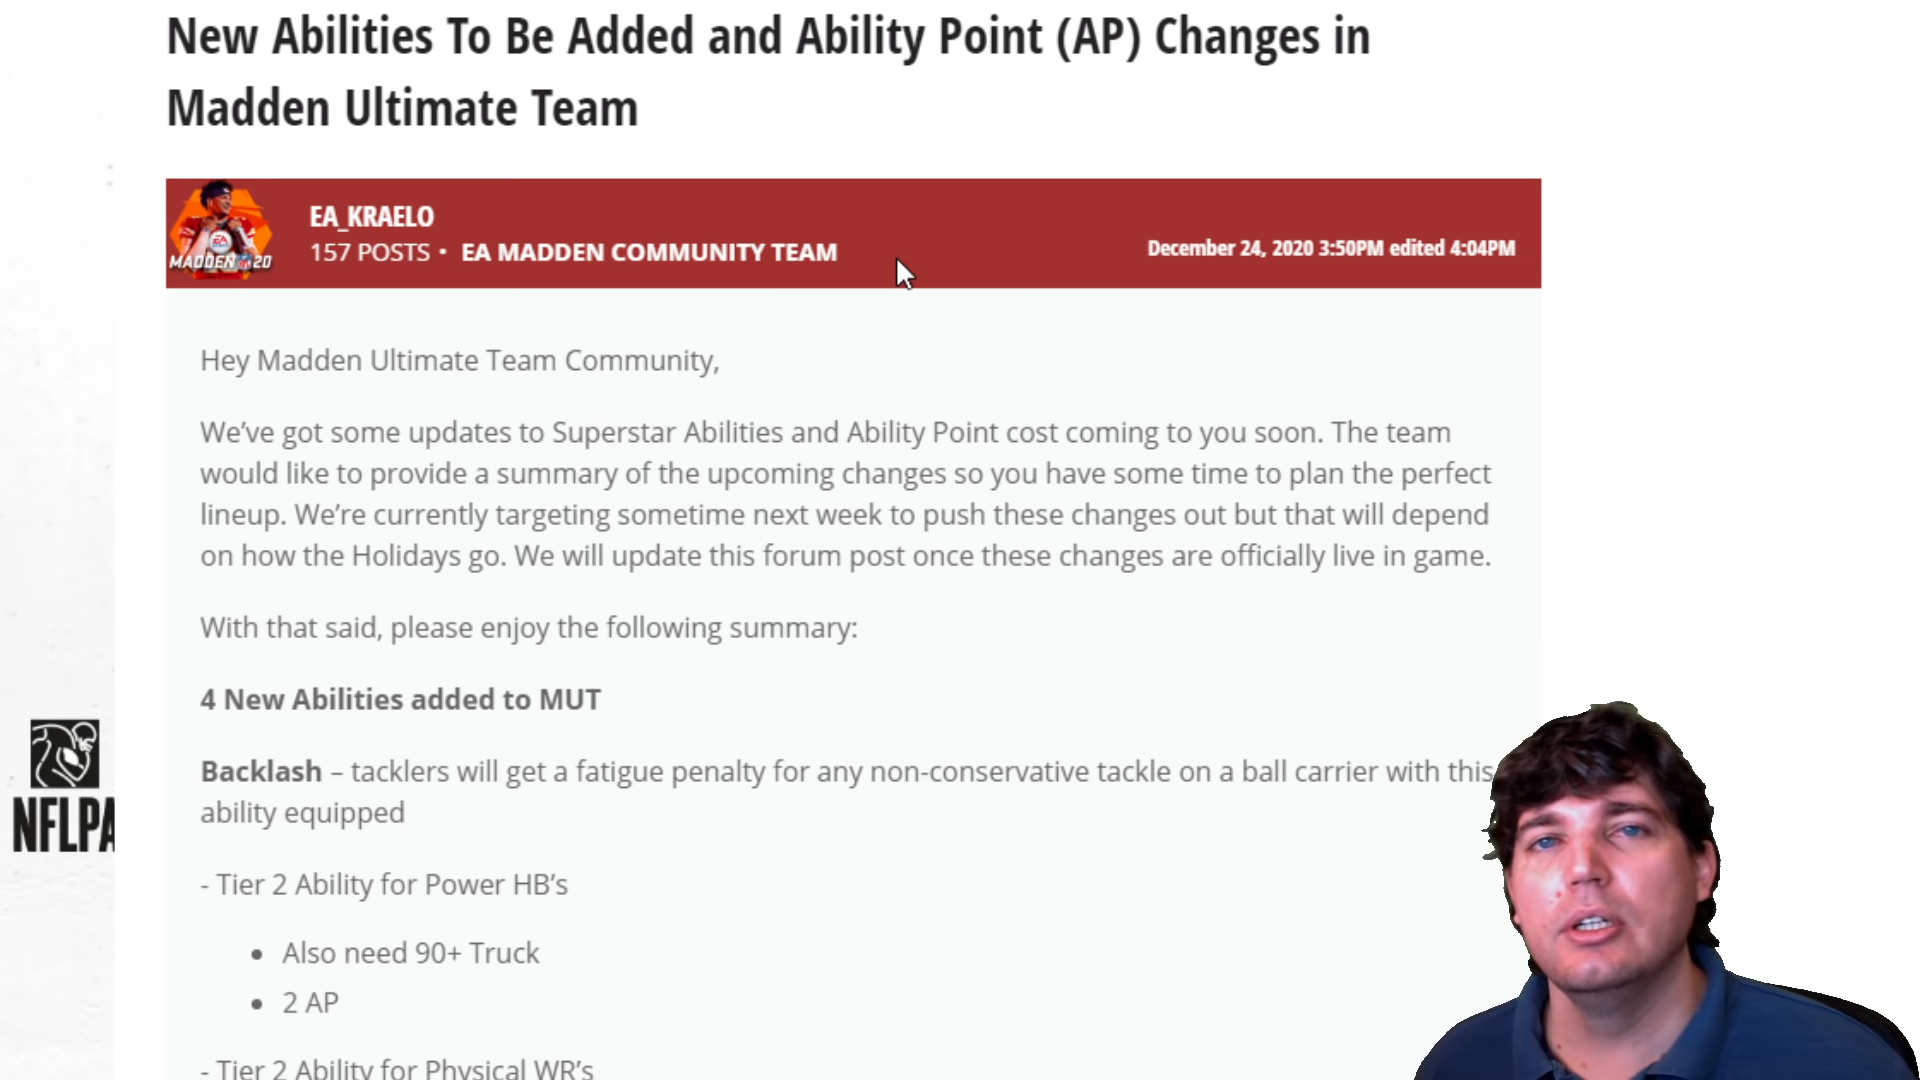 New Abilities To Be Added and Ability Point (AP) Changes in
Madden Ultimate Team
MADDEN 20
EA_KRAELO
157 POSTS • EA MADDEN COMMUNITY TEAM
December 24, 2020 3:50PM edited 4:04PM
Hey Madden Ultimate Team Community,
We've got some updates to Superstar Abilities and Ability Point cost coming to you soon. The team
would like to provide a summary of the upcoming changes so you have some time to plan the perfect
lineup. We're currently targeting sometime next week to push these changes out but that will depend
on how the Holidays go. We will update this forum post once these changes are officially live in game.
With that said, please enjoy the following summary:
4 New Abilities added to MUT
Backlash – tacklers will get a fatigue penalty for any non-conservative tackle on a ball carrier with this
ability equipped
- Tier 2 Ability for Power HB's
• Also need 90+ Truck
• 2 AP
- Tier 2 Ability for Physical WR's
NFLPA